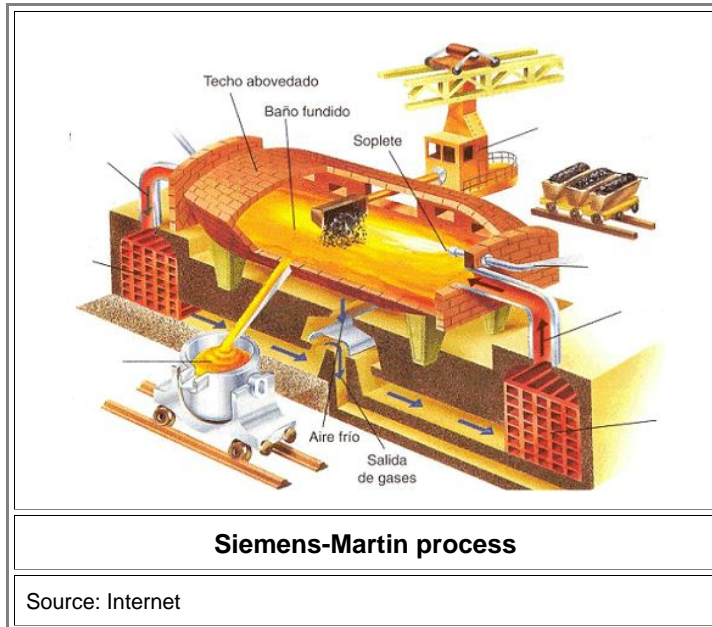 Techo abovedado
Baño fundido
Soplete
Aire frío
Salida
de gases
Siemens-Martin process
Source: Internet